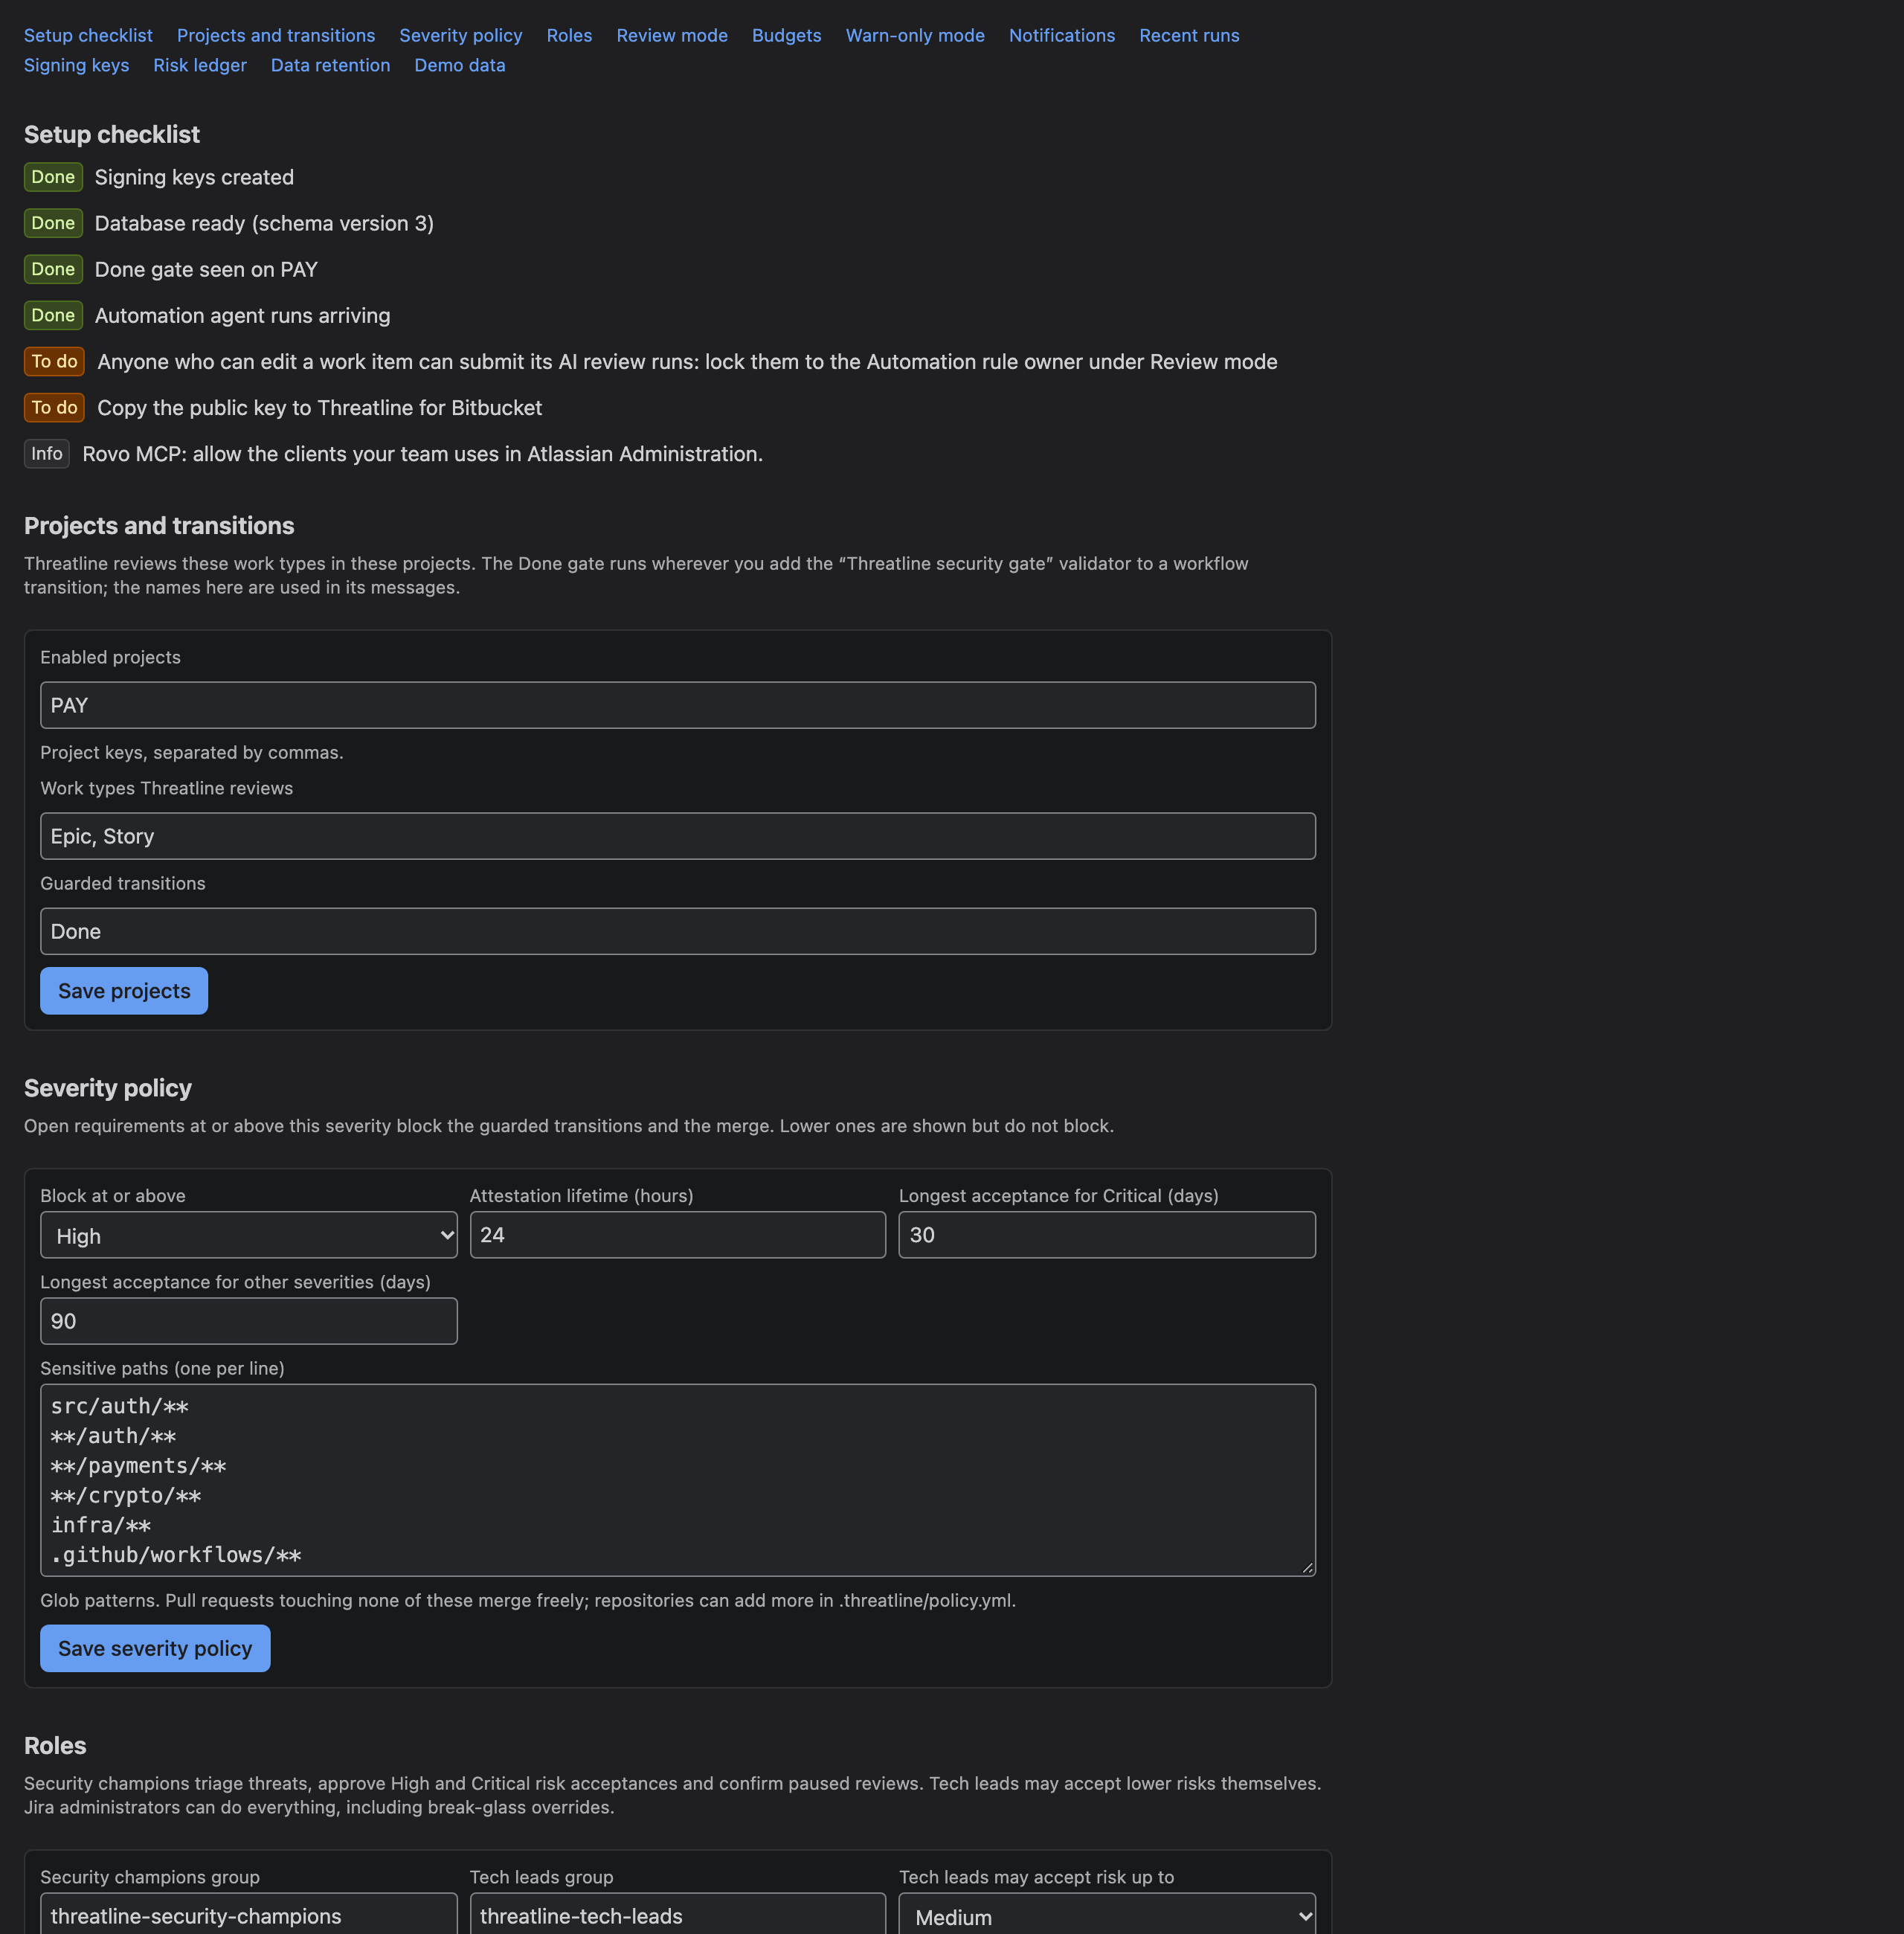 Setup checklist Projects and transitions Severity policy Roles Review mode Budgets Warn-only mode Notifications Recent runs
Signing keys Risk ledger Data retention Demo data
Setup checklist
Done Signing keys created
Done Database ready (schema version 3)
Done Done gate seen on PAY
Done Automation agent runs arriving
To do Anyone who can edit a work item can submit its AI review runs: lock them to the Automation rule owner under Review mode
To do Copy the public key to Threatline for Bitbucket
Info Rovo MCP: allow the clients your team uses in Atlassian Administration.
Projects and transitions
Threatline reviews these work types in these projects. The Done gate runs wherever you add the “Threatline security gate” validator to a workflow
transition; the names here are used in its messages.
Enabled projects
PAY
Project keys, separated by commas.
Work types Threatline reviews
Epic, Story
Guarded transitions
Done
Save projects
Severity policy
Open requirements at or above this severity block the guarded transitions and the merge. Lower ones are shown but do not block.
Block at or above Attestation lifetime (hours) Longest acceptance for Critical (days)
High 24 30
Longest acceptance for other severities (days)
90
Sensitive paths (one per line)
src/auth/**
**/auth/**
**/payments/**
**/crypto/**
infra/**
.github/workflows/**
Glob patterns. Pull requests touching none of these merge freely; repositories can add more in .threatline/policy.yml.
Save severity policy
Roles
Security champions triage threats, approve High and Critical risk acceptances and confirm paused reviews. Tech leads may accept lower risks themselves.
Jira administrators can do everything, including break-glass overrides.
Security champions group Tech leads group Tech leads may accept risk up to
threatline-security-champions threatline-tech-leads Medium